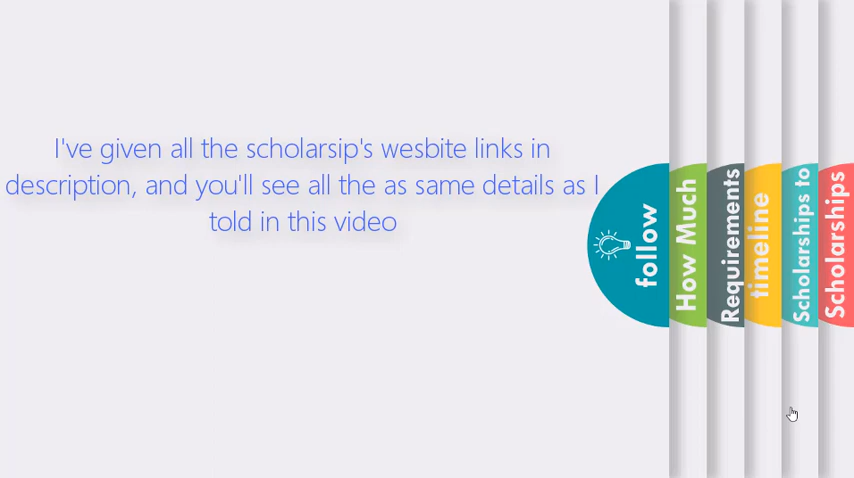 I've given all the scholarsip's wesbite links in
description, and you'll see all the as same details as I
told in this video
follow
How Much
Requirements
timeline
Scholarships to
Scholarships